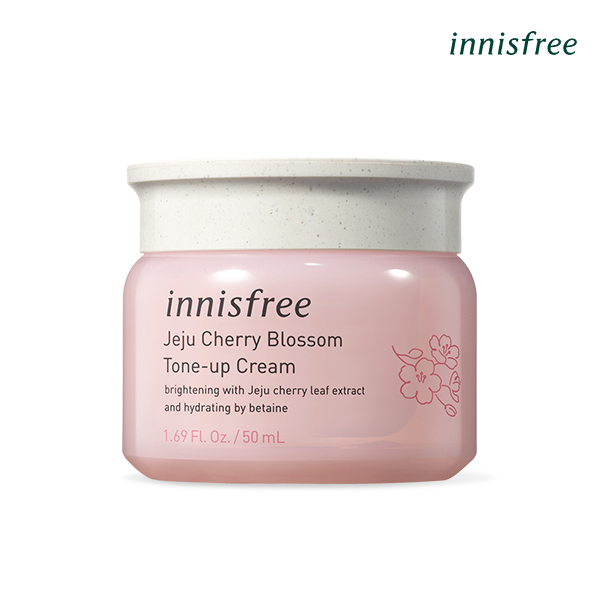 innisfree
innisfree
Jeju Cherry Blossom
Tone-up Cream
brightening with Jeju cherry leaf extract
and hydrating by betaine
1.69 Fl. Oz. / 50 mL